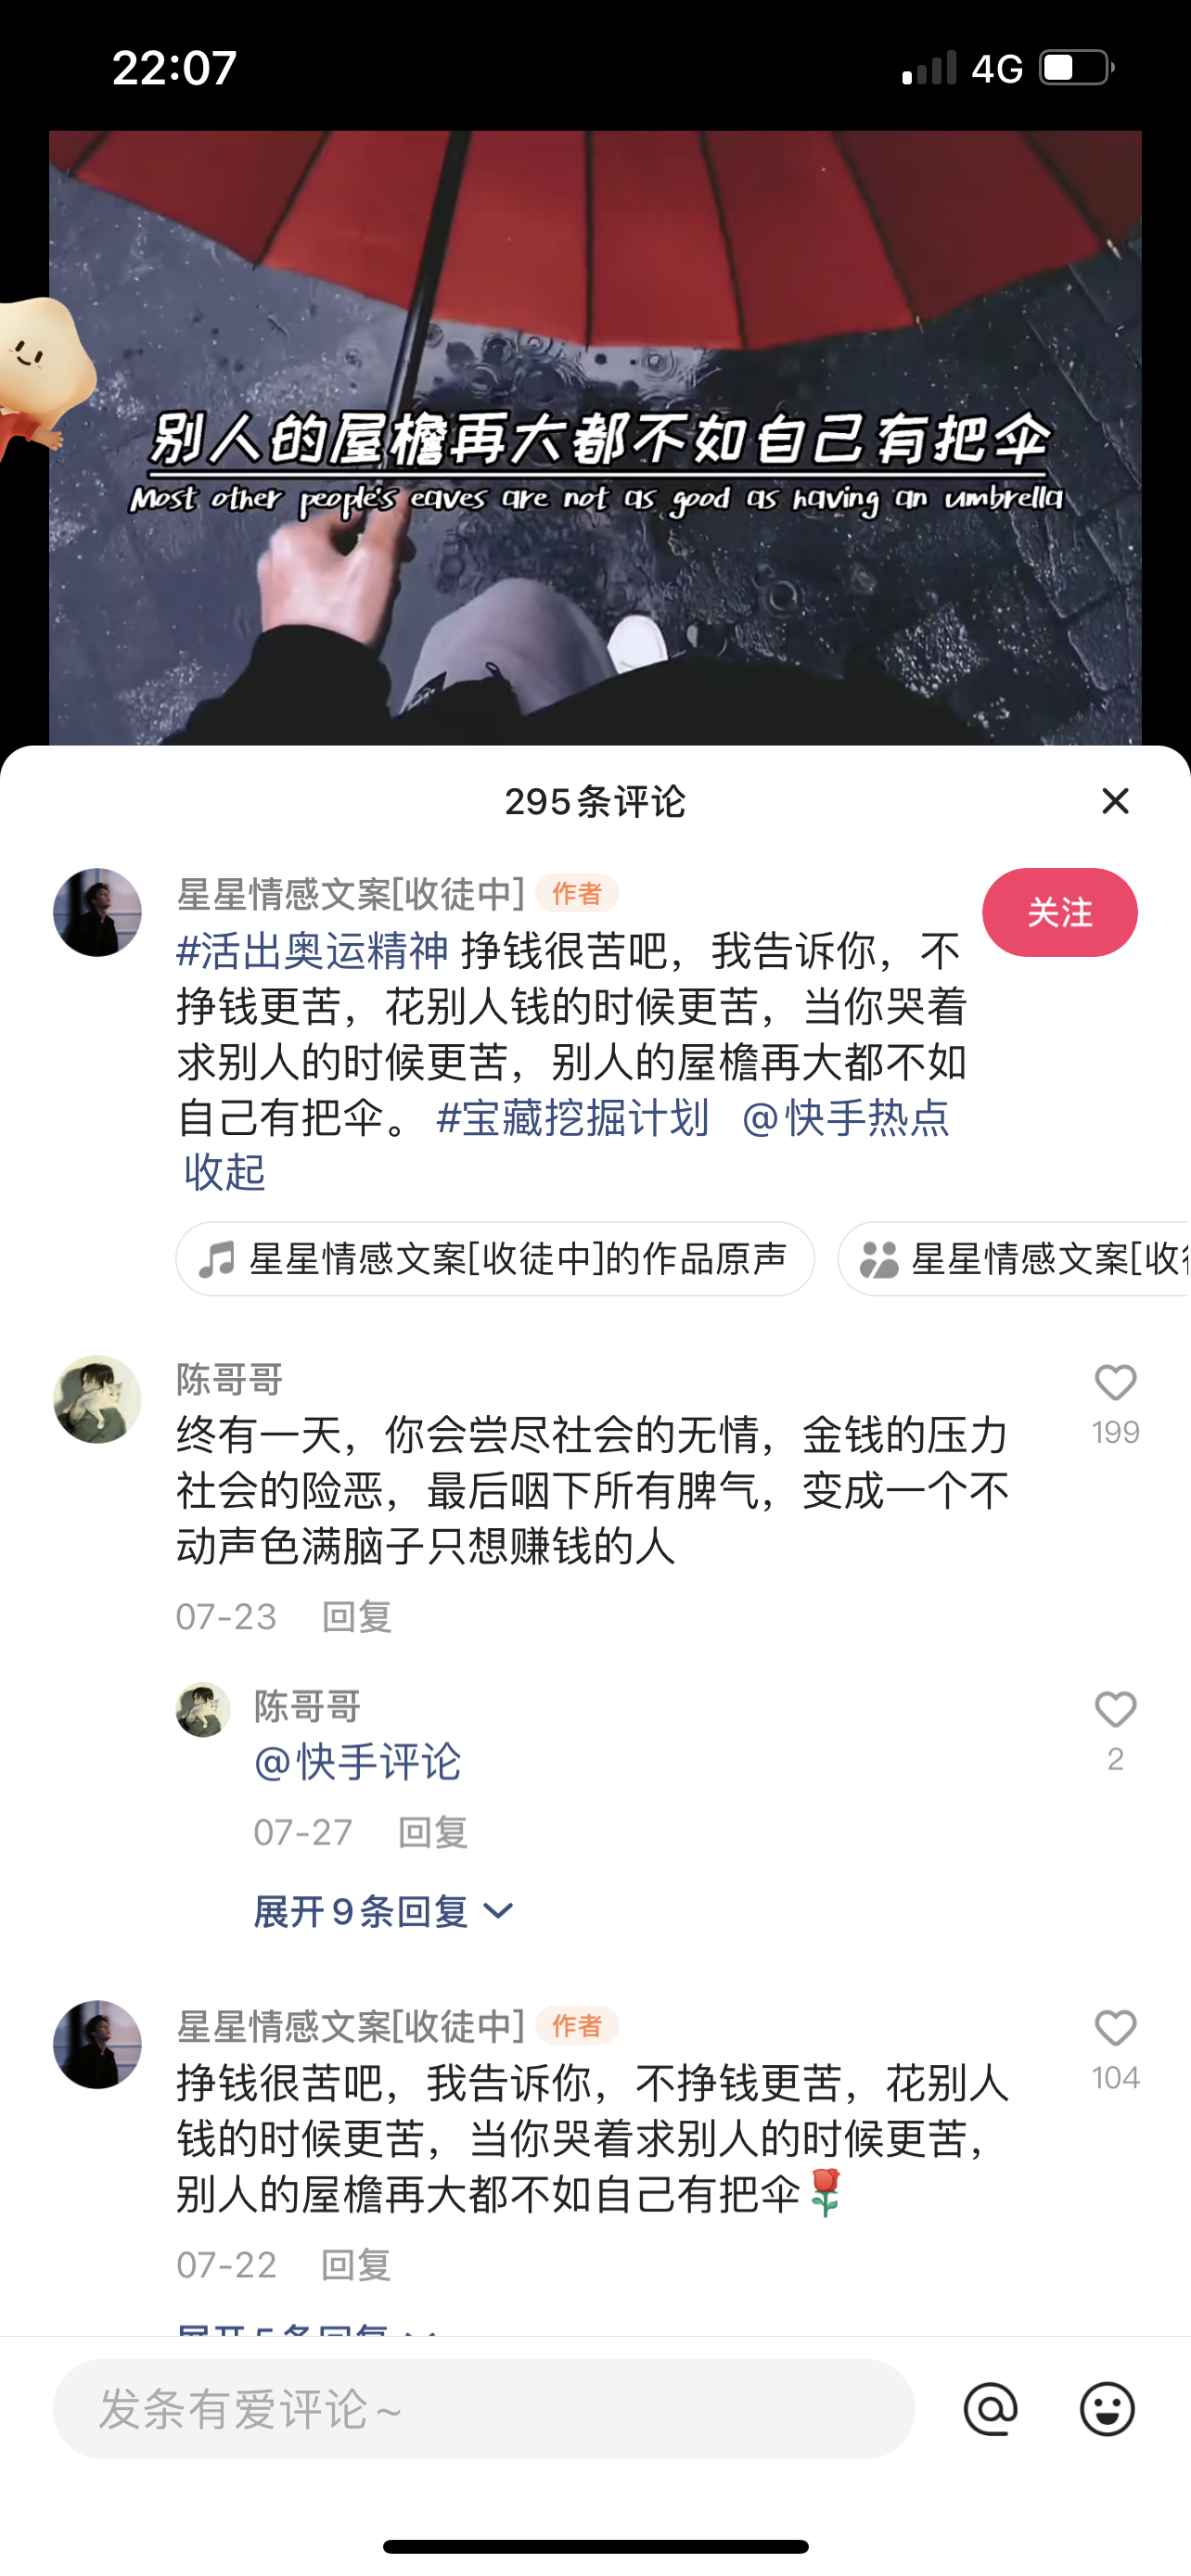 22:07
4G
别人的屋檐再大都不如自己有把伞
Most other people's eaves are not as good as having an umbrella
295条评论
星星情感文案[收徒中] 作者
关注
#活出奥运精神 挣钱很苦吧，我告诉你，不
挣钱更苦，花别人钱的时候更苦，当你哭着
求别人的时候更苦，别人的屋檐再大都不如
自己有把伞。 #宝藏挖掘计划 @快手热点
收起
星星情感文案[收徒中]的作品原声
星星情感文案[收
陈哥哥
终有一天，你会尝尽社会的无情，金钱的压力
社会的险恶，最后咽下所有脾气，变成一个不
动声色满脑子只想赚钱的人
199
07-23 回复
陈哥哥
@快手评论
2
07-27 回复
展开9条回复
星星情感文案[收徒中] 作者
挣钱很苦吧，我告诉你，不挣钱更苦，花别人
钱的时候更苦，当你哭着求别人的时候更苦，
别人的屋檐再大都不如自己有把伞🌹
104
07-22 回复
展开5条回复
发条有爱评论~